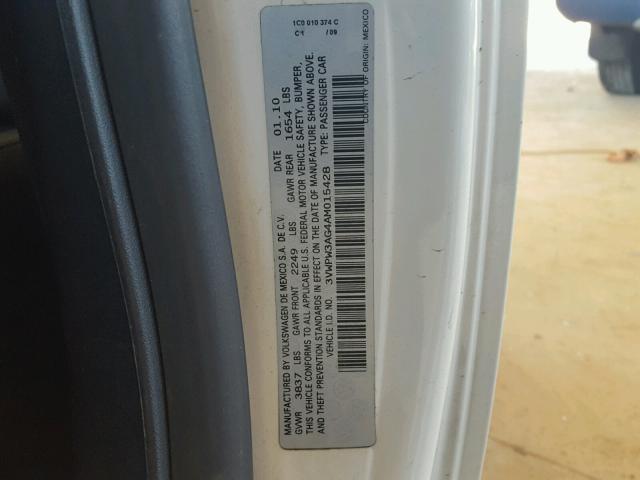 1C0 010 374 C
C1 / 09
MANUFACTURED BY VOLKSWAGEN DE MEXICO S.A. DE C.V. DATE 01.10
GVWR 3837 LBS GAWR FRONT 2249 LBS GAWR REAR 1654 LBS
THIS VEHICLE CONFORMS TO ALL APPLICABLE U.S. FEDERAL MOTOR VEHICLE SAFETY, BUMPER,
AND THEFT PREVENTION STANDARDS IN EFFECT ON THE DATE OF MANUFACTURE SHOWN ABOVE.
VEHICLE I.D. NO. 3VWPW3AG4AM015428 TYPE: PASSENGER CAR
COUNTRY OF ORIGIN: MEXICO